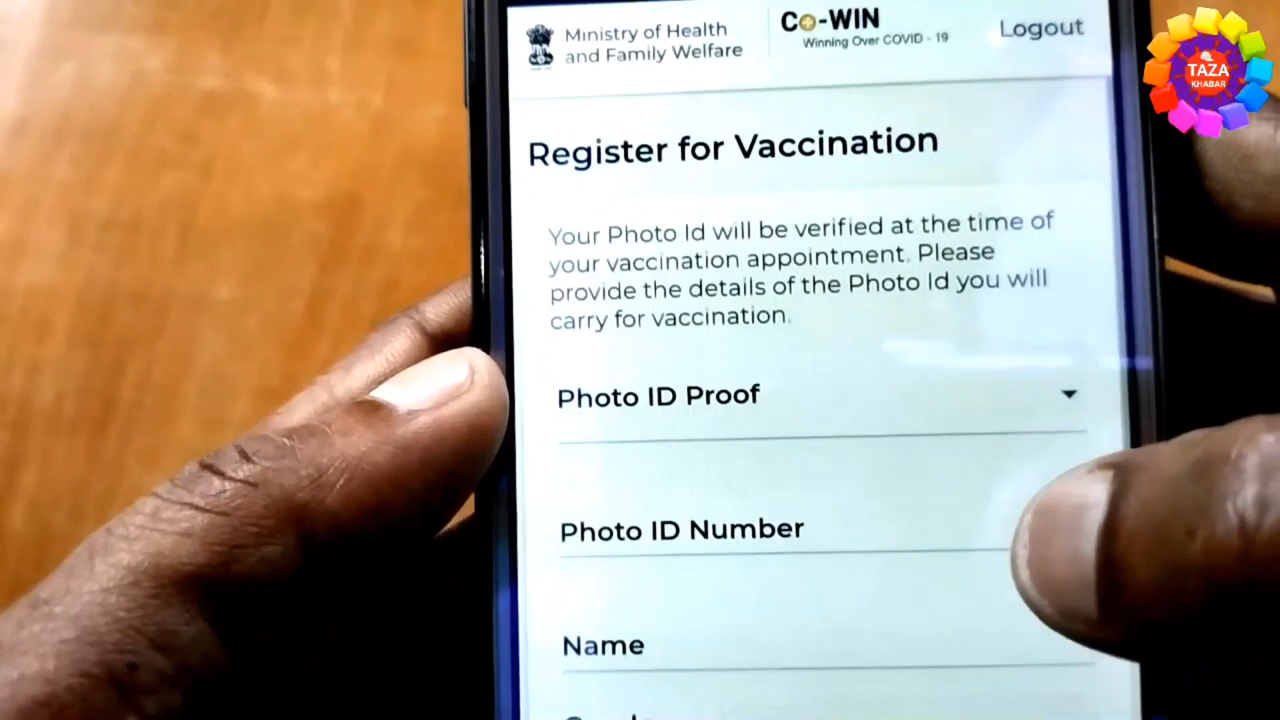 Ministry of Health
and Family Welfare
Co-WIN
Winning Over COVID - 19
Logout
TAZA
KHABAR
Register for Vaccination
Your Photo Id will be verified at the time of
your vaccination appointment. Please
provide the details of the Photo Id you will
carry for vaccination.
Photo ID Proof
Photo ID Number
Name